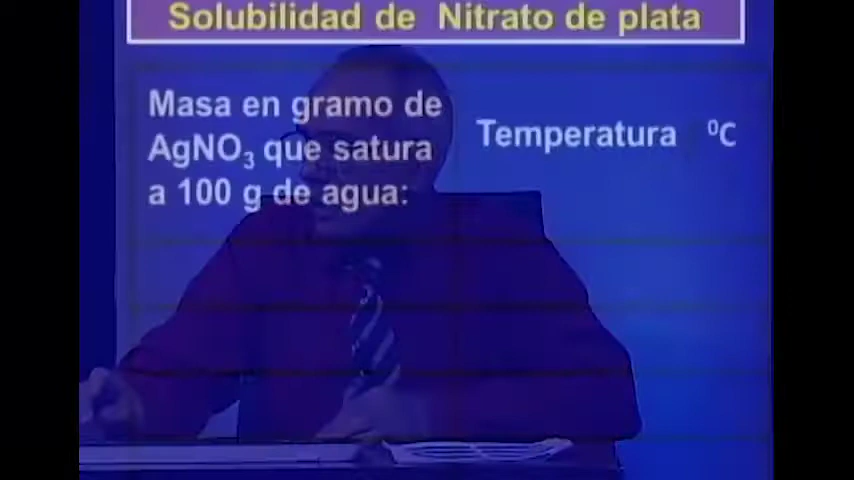 Solubilidad de Nitrato de plata
Masa en gramo de
AgNO₃ que satura
a 100 g de agua:
Temperatura ⁰C